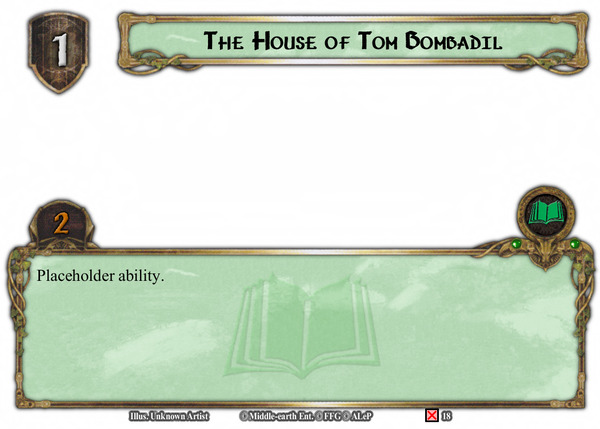 1
The House of Tom Bombadil
2
Placeholder ability.
Illus. Unknown Artist © Middle-earth Ent. © FFG © ALeP 18